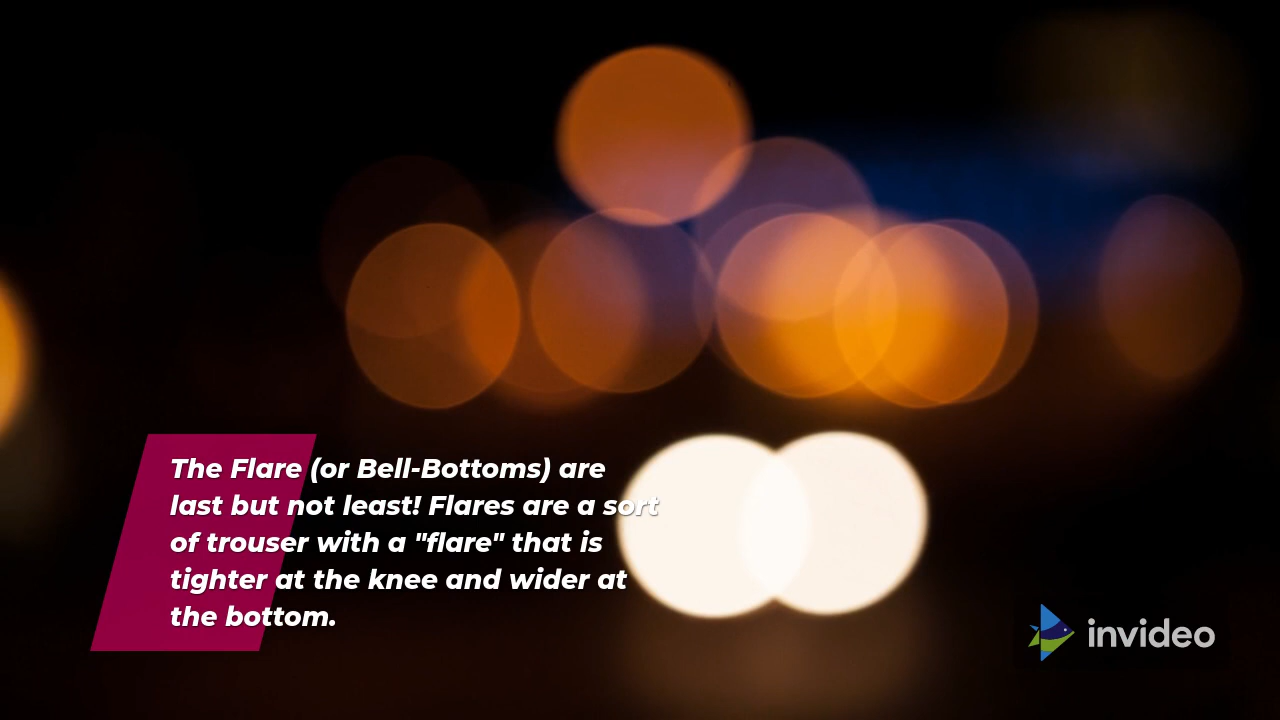 The Flare (or Bell-Bottoms) are
last but not least! Flares are a sort
of trouser with a "flare" that is
tighter at the knee and wider at
the bottom.
invideo